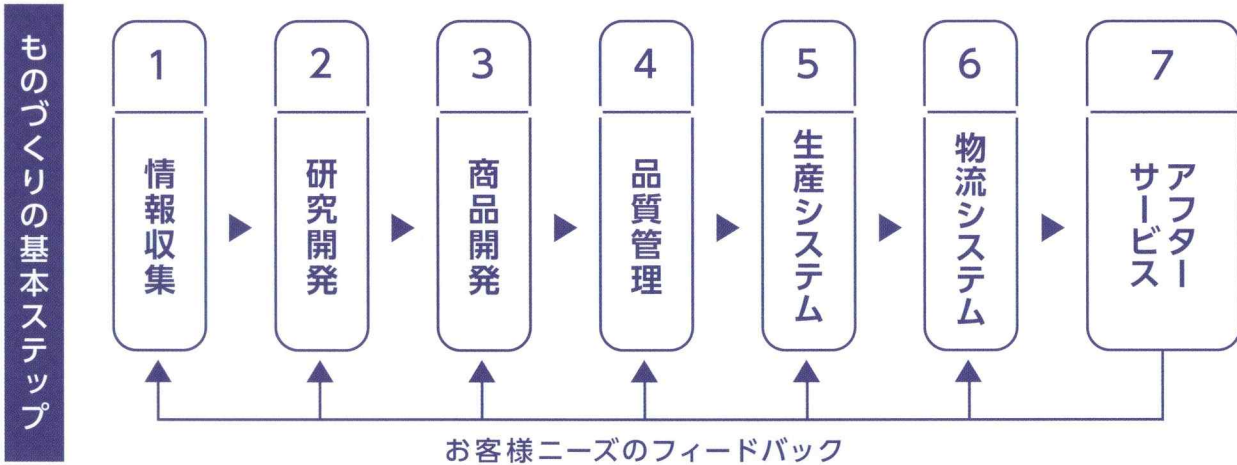 ものづくりの基本ステップ
1
情報収集
2
研究開発
3
商品開発
4
品質管理
5
生産システム
6
物流システム
7
アフター
サービス
お客様ニーズのフィードバック